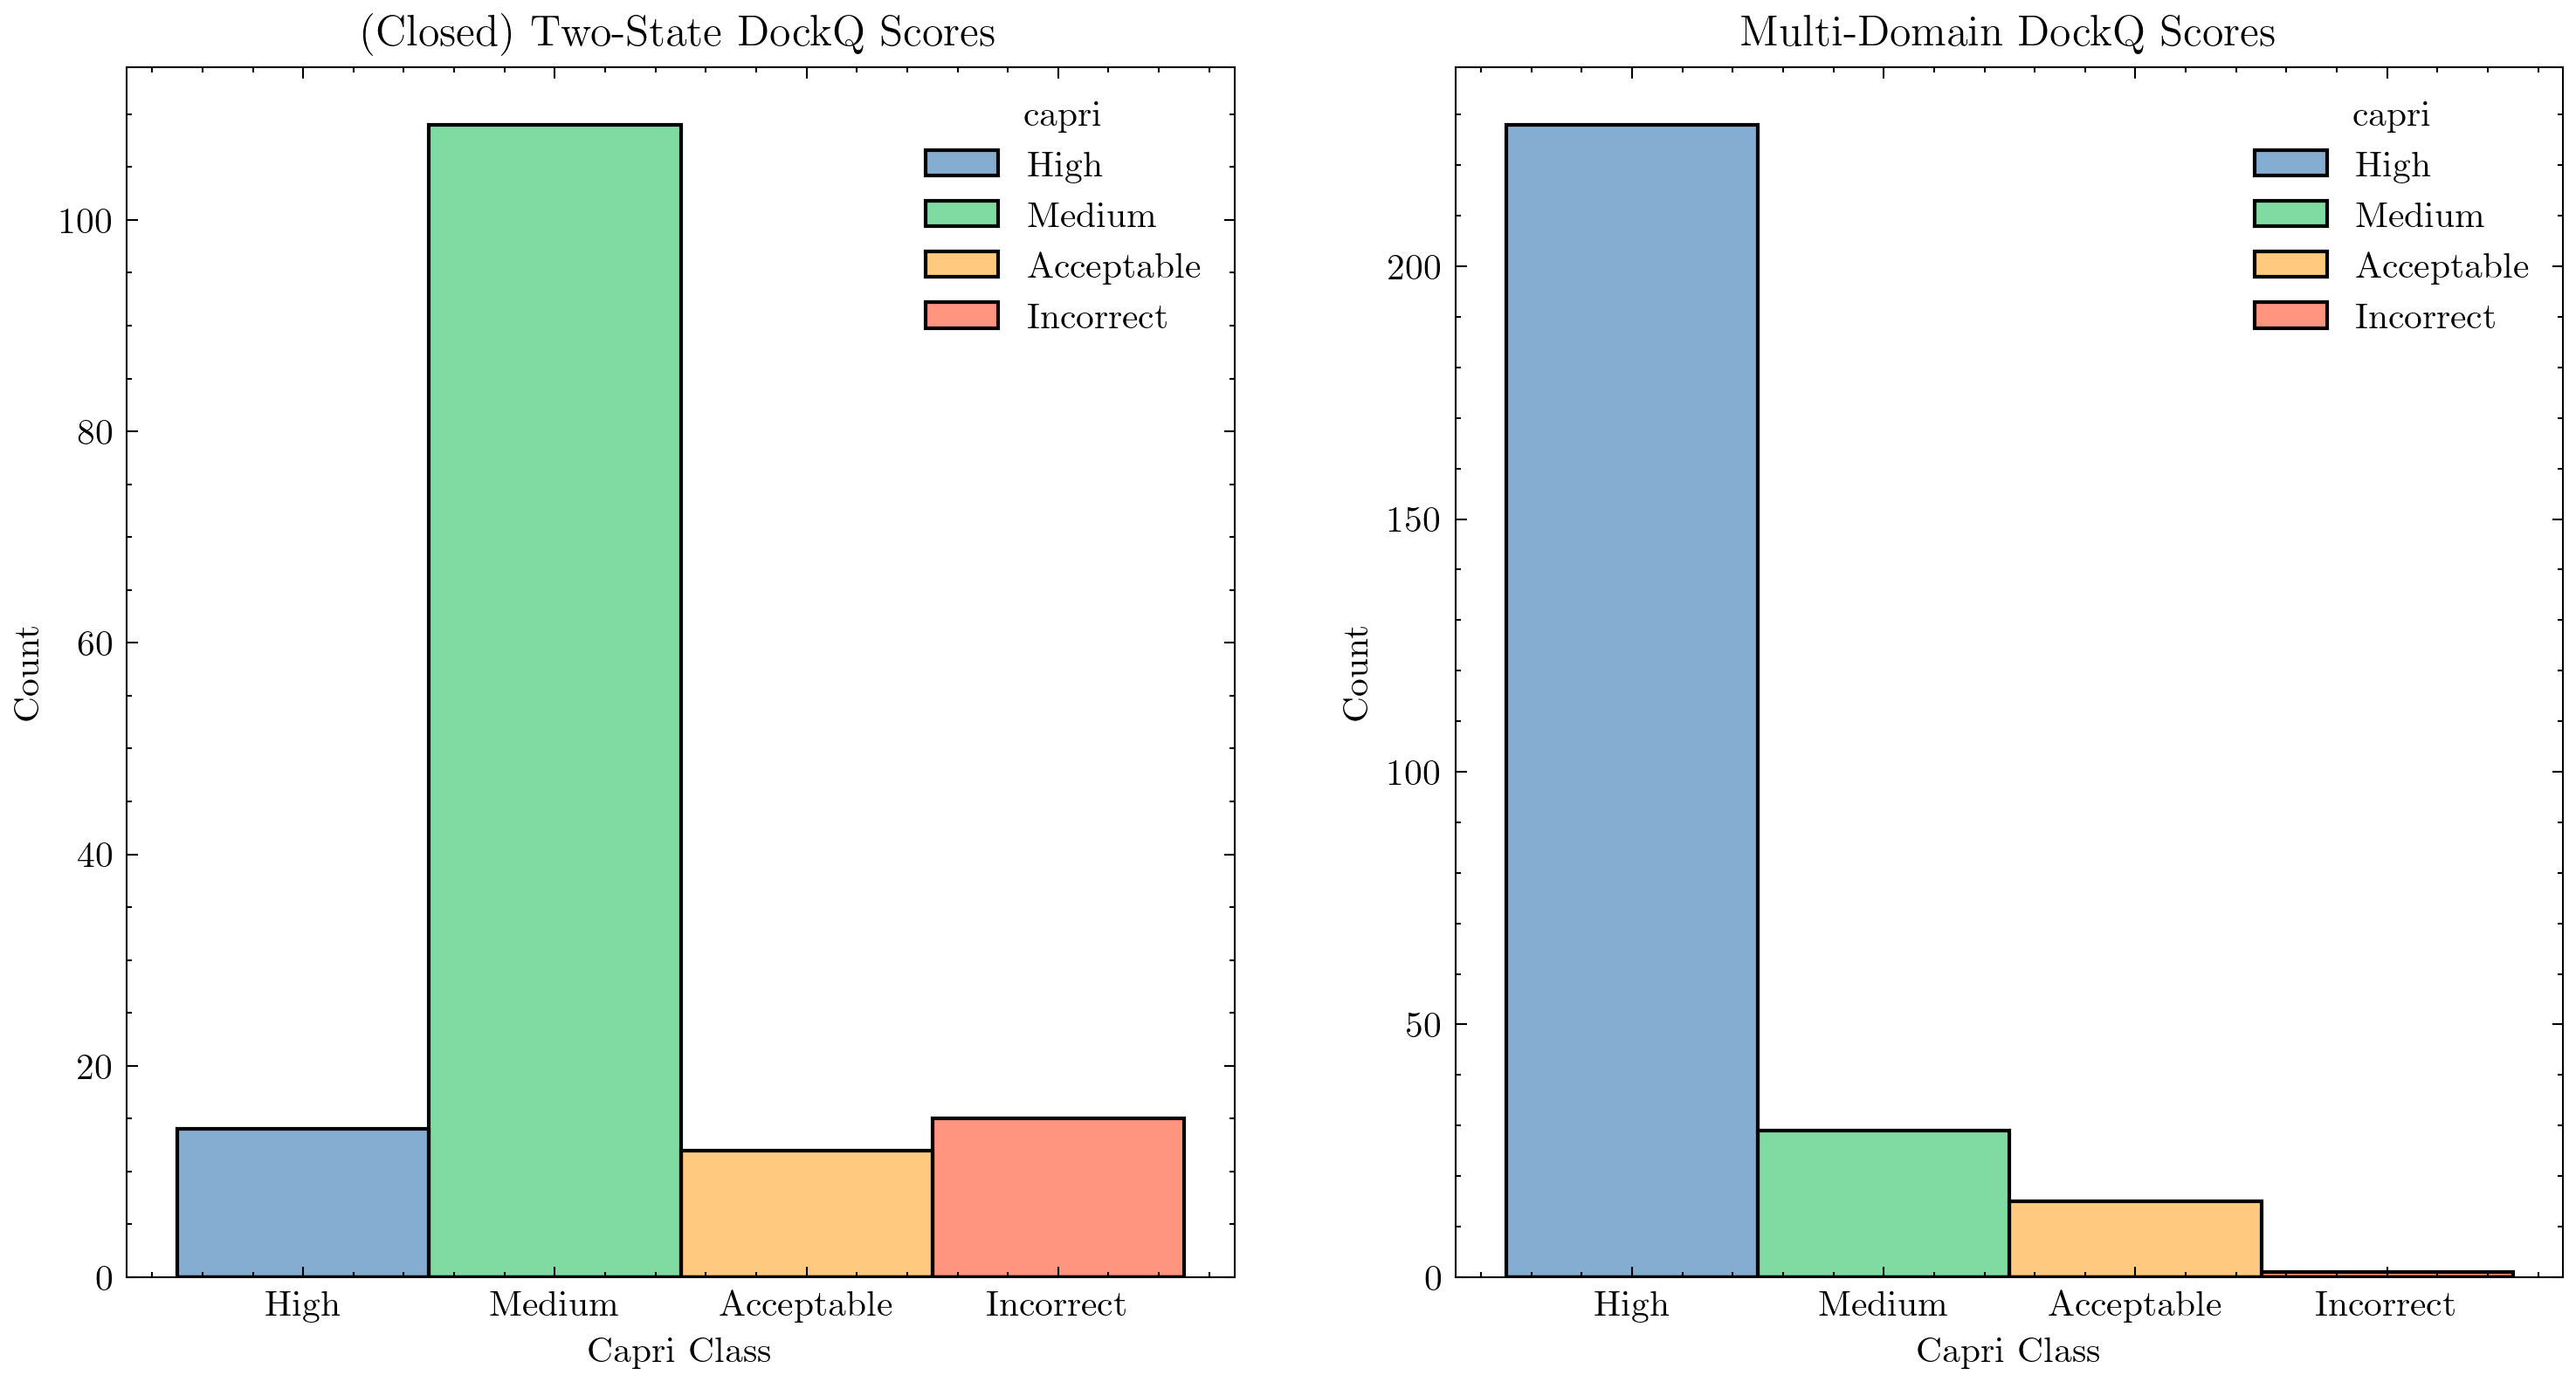 (Closed) Two-State DockQ Scores
capri
High
Medium
Acceptable
Incorrect
100
80
60
40
20
0
Count
High Medium Acceptable Incorrect
Capri Class
Multi-Domain DockQ Scores
capri
High
Medium
Acceptable
Incorrect
200
150
100
50
0
Count
High Medium Acceptable Incorrect
Capri Class